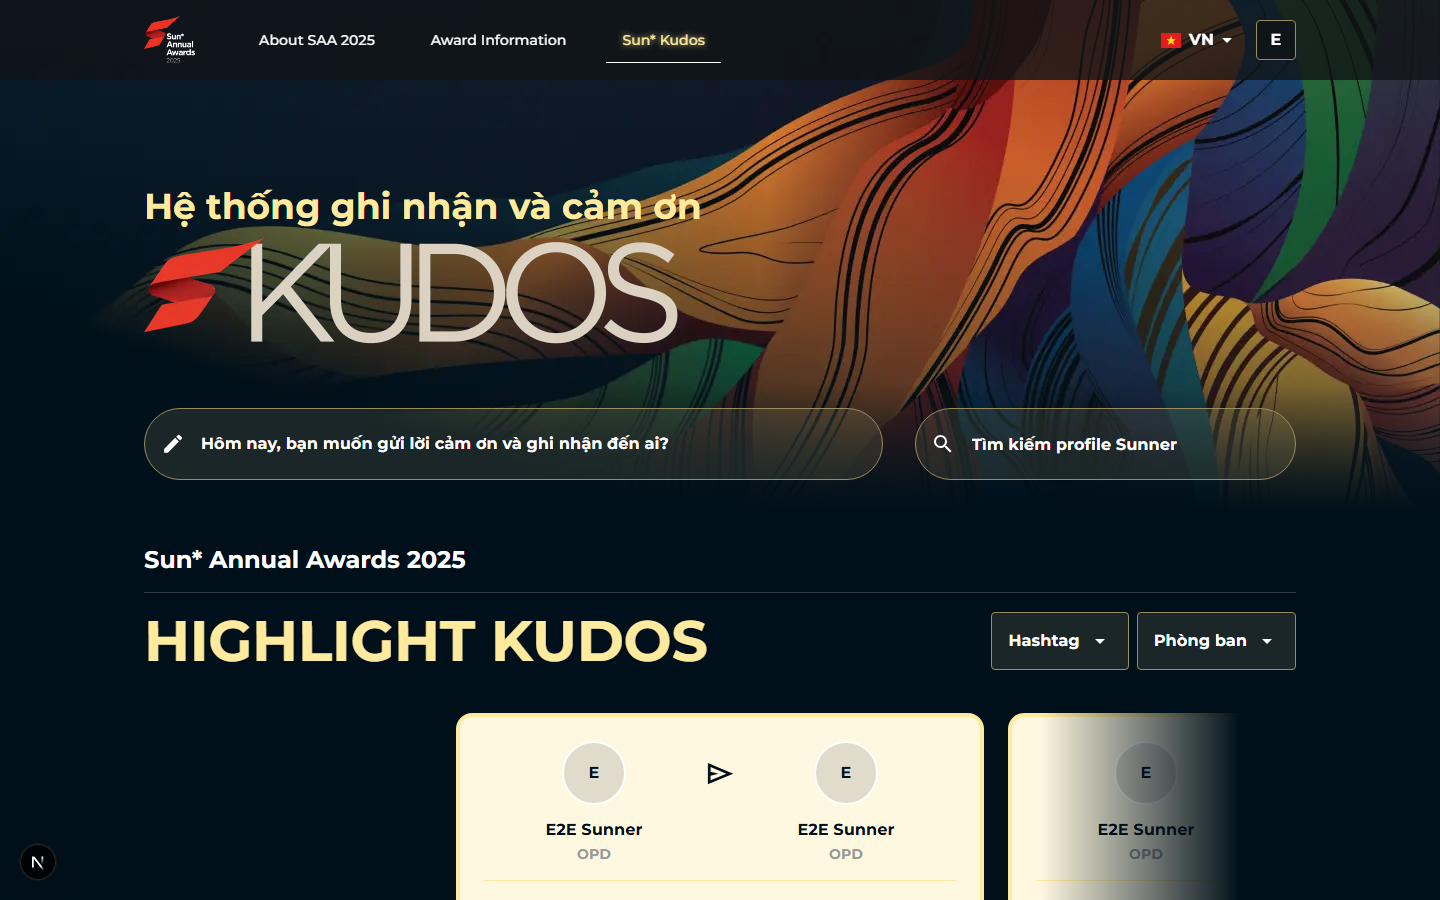 Sun*
Annual
Awards
2025
About SAA 2025
Award Information
Sun* Kudos
VN
E
Hệ thống ghi nhận và cảm ơn
KUDOS
Hôm nay, bạn muốn gửi lời cảm ơn và ghi nhận đến ai?
Tìm kiếm profile Sunner
Sun* Annual Awards 2025
HIGHLIGHT KUDOS
Hashtag
Phòng ban
E
E
E
E2E Sunner
E2E Sunner
E2E Sunner
OPD
OPD
OPD
N